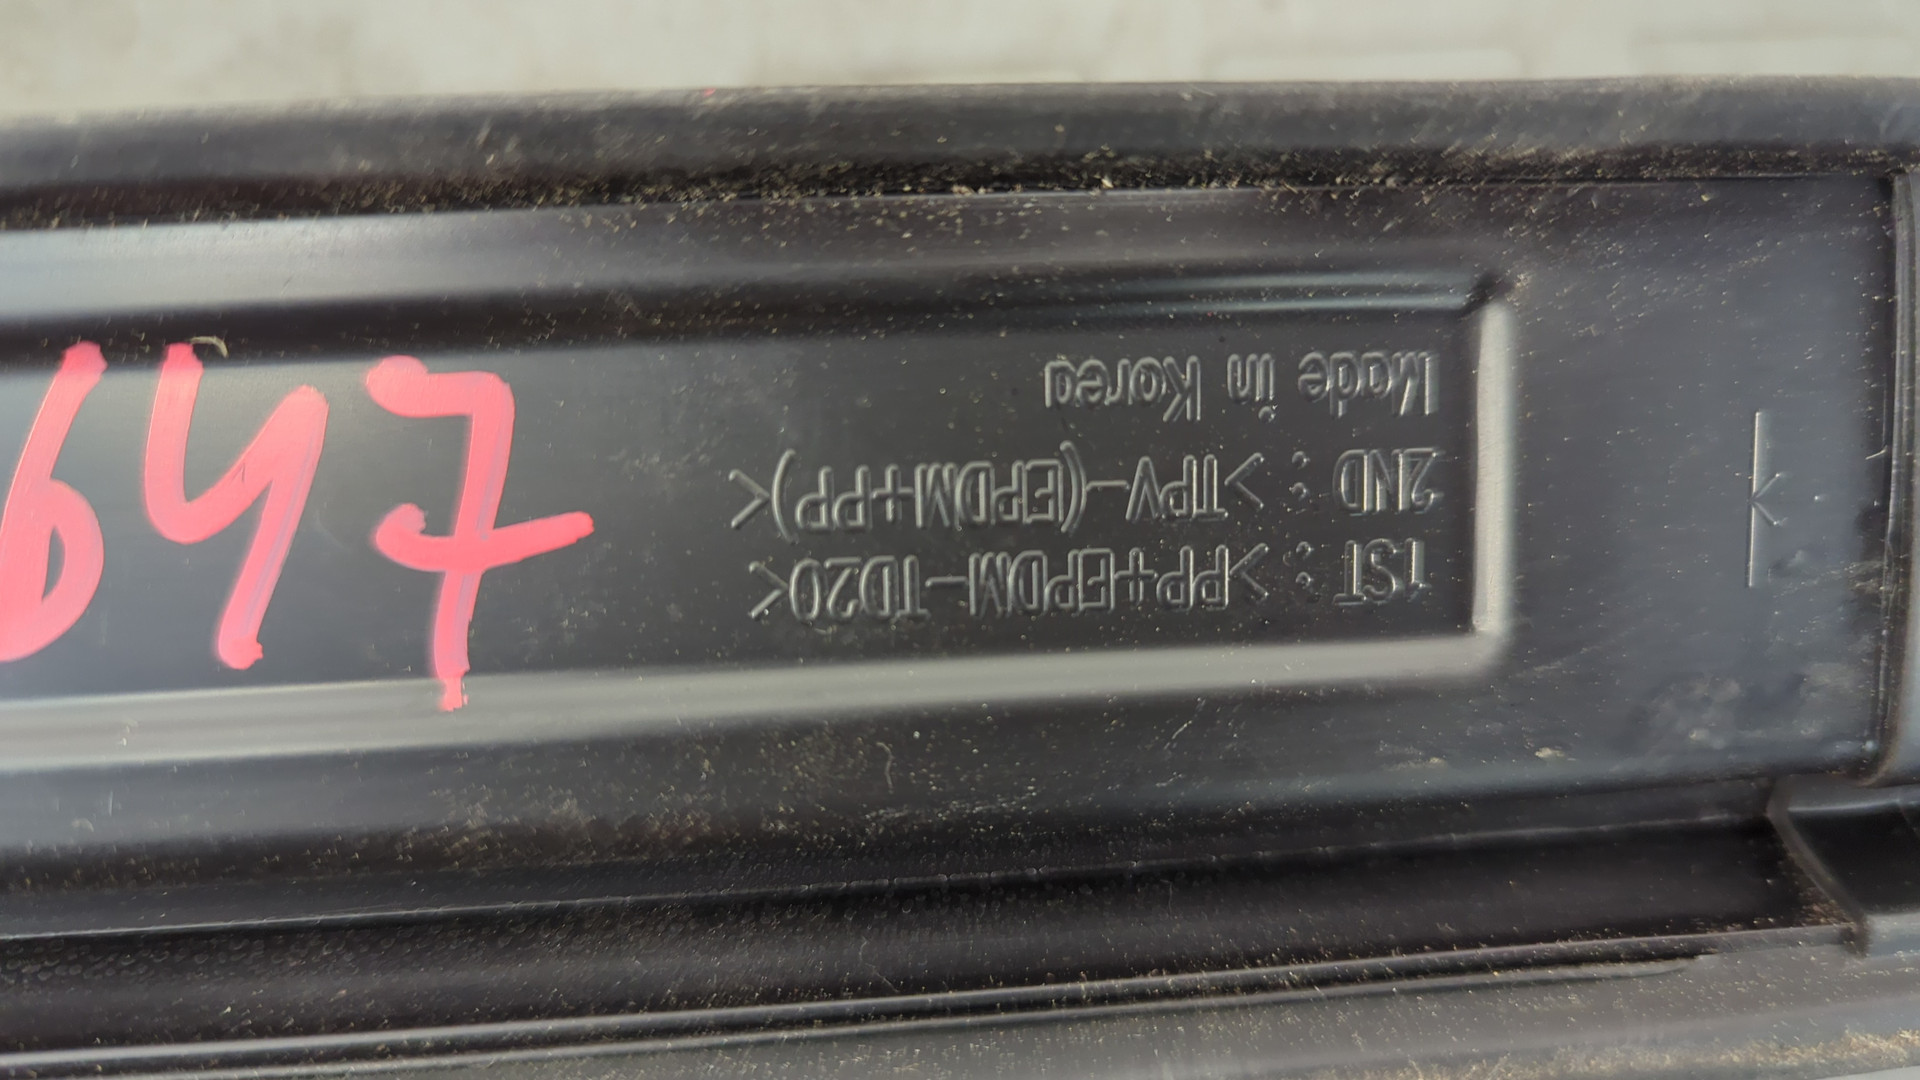 1ST : >PP+EPDM-TD20<
2ND : >TPV-(EPDM+PP)<
Made in Korea
647